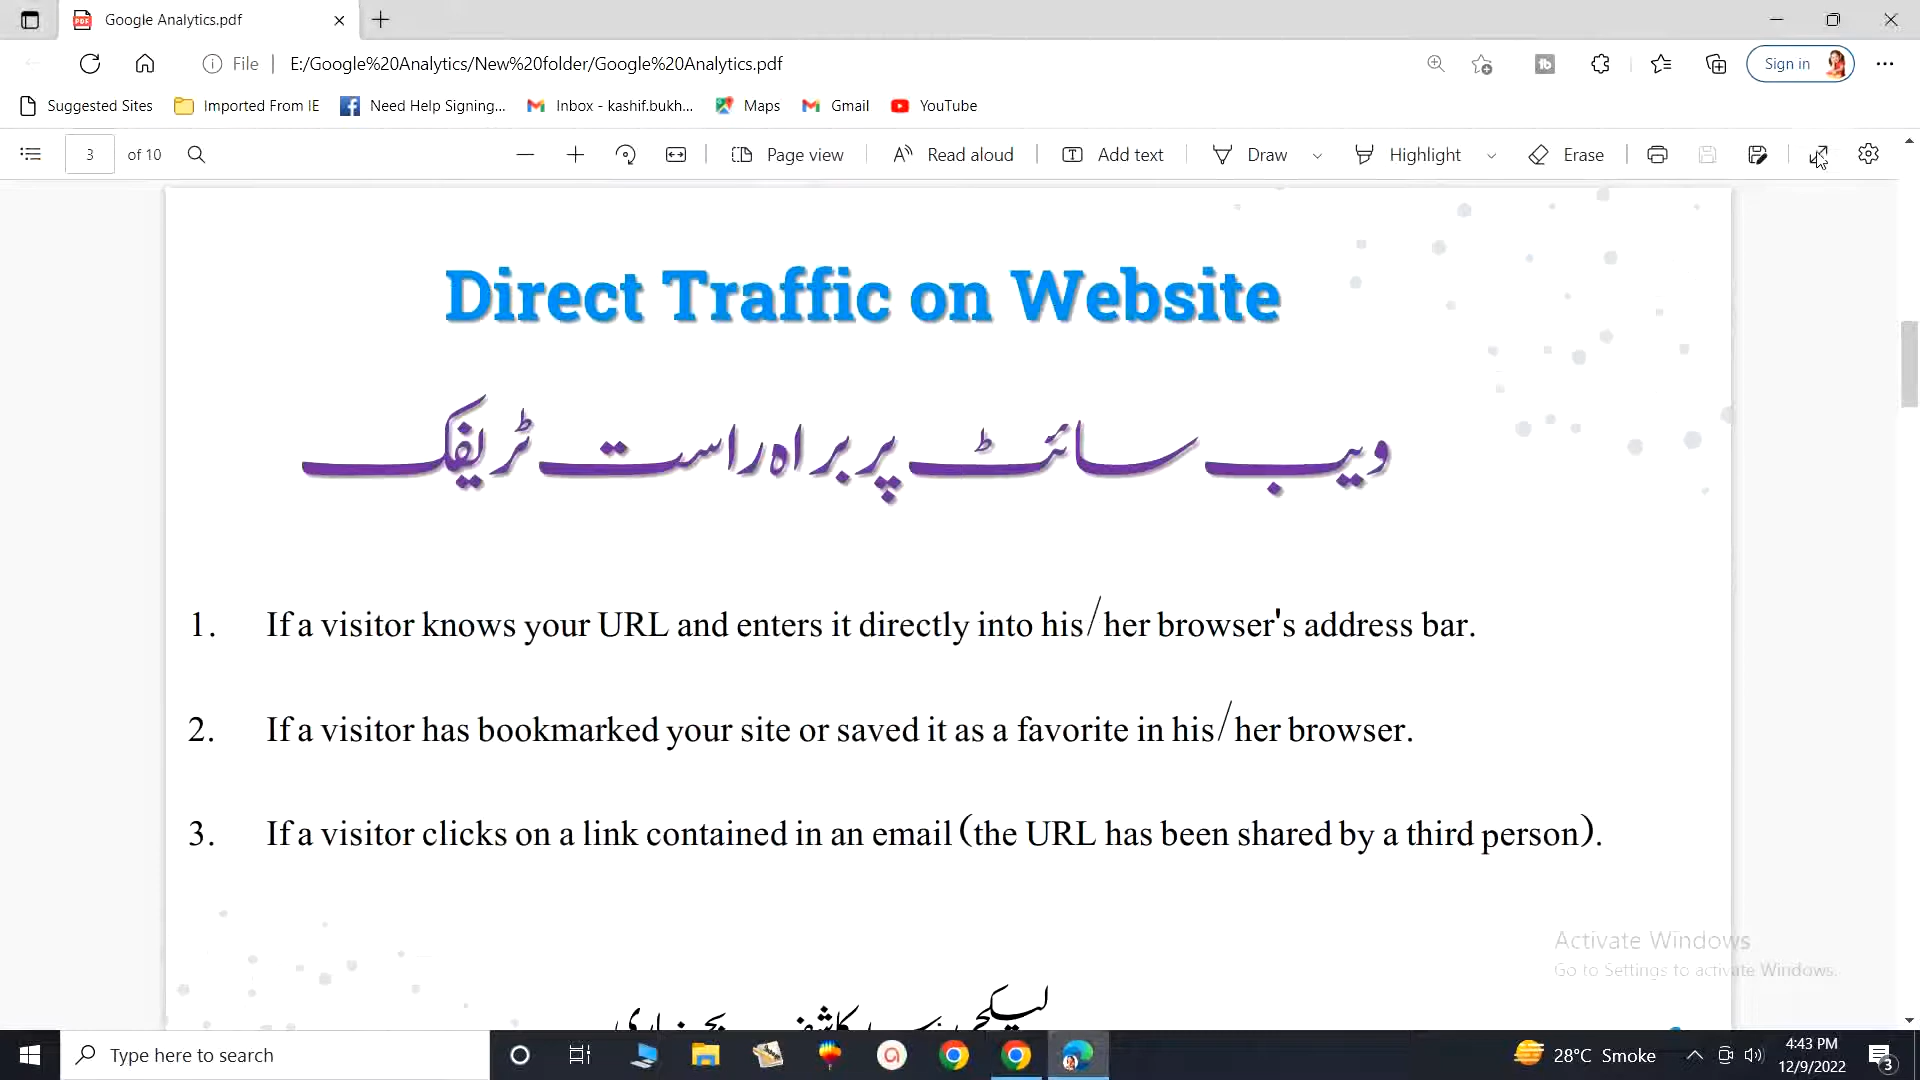 Google Analytics.pdf
File
E:/Google%20Analytics/New%20folder/Google%20Analytics.pdf
Sign in
Suggested Sites
Imported From IE
Need Help Signing...
Inbox - kashif.bukh...
Maps
Gmail
YouTube
3 of 10
Page view
Read aloud
Add text
Draw
Highlight
Erase
Direct Traffic on Website
ویب سائٹ پر براہ راست ٹریفک
1. If a visitor knows your URL and enters it directly into his/her browser's address bar.
2. If a visitor has bookmarked your site or saved it as a favorite in his/her browser.
3. If a visitor clicks on a link contained in an email (the URL has been shared by a third person).
Activate Windows
Go to Settings to activate Windows.
Type here to search
28°C Smoke
4:43 PM
12/9/2022
3